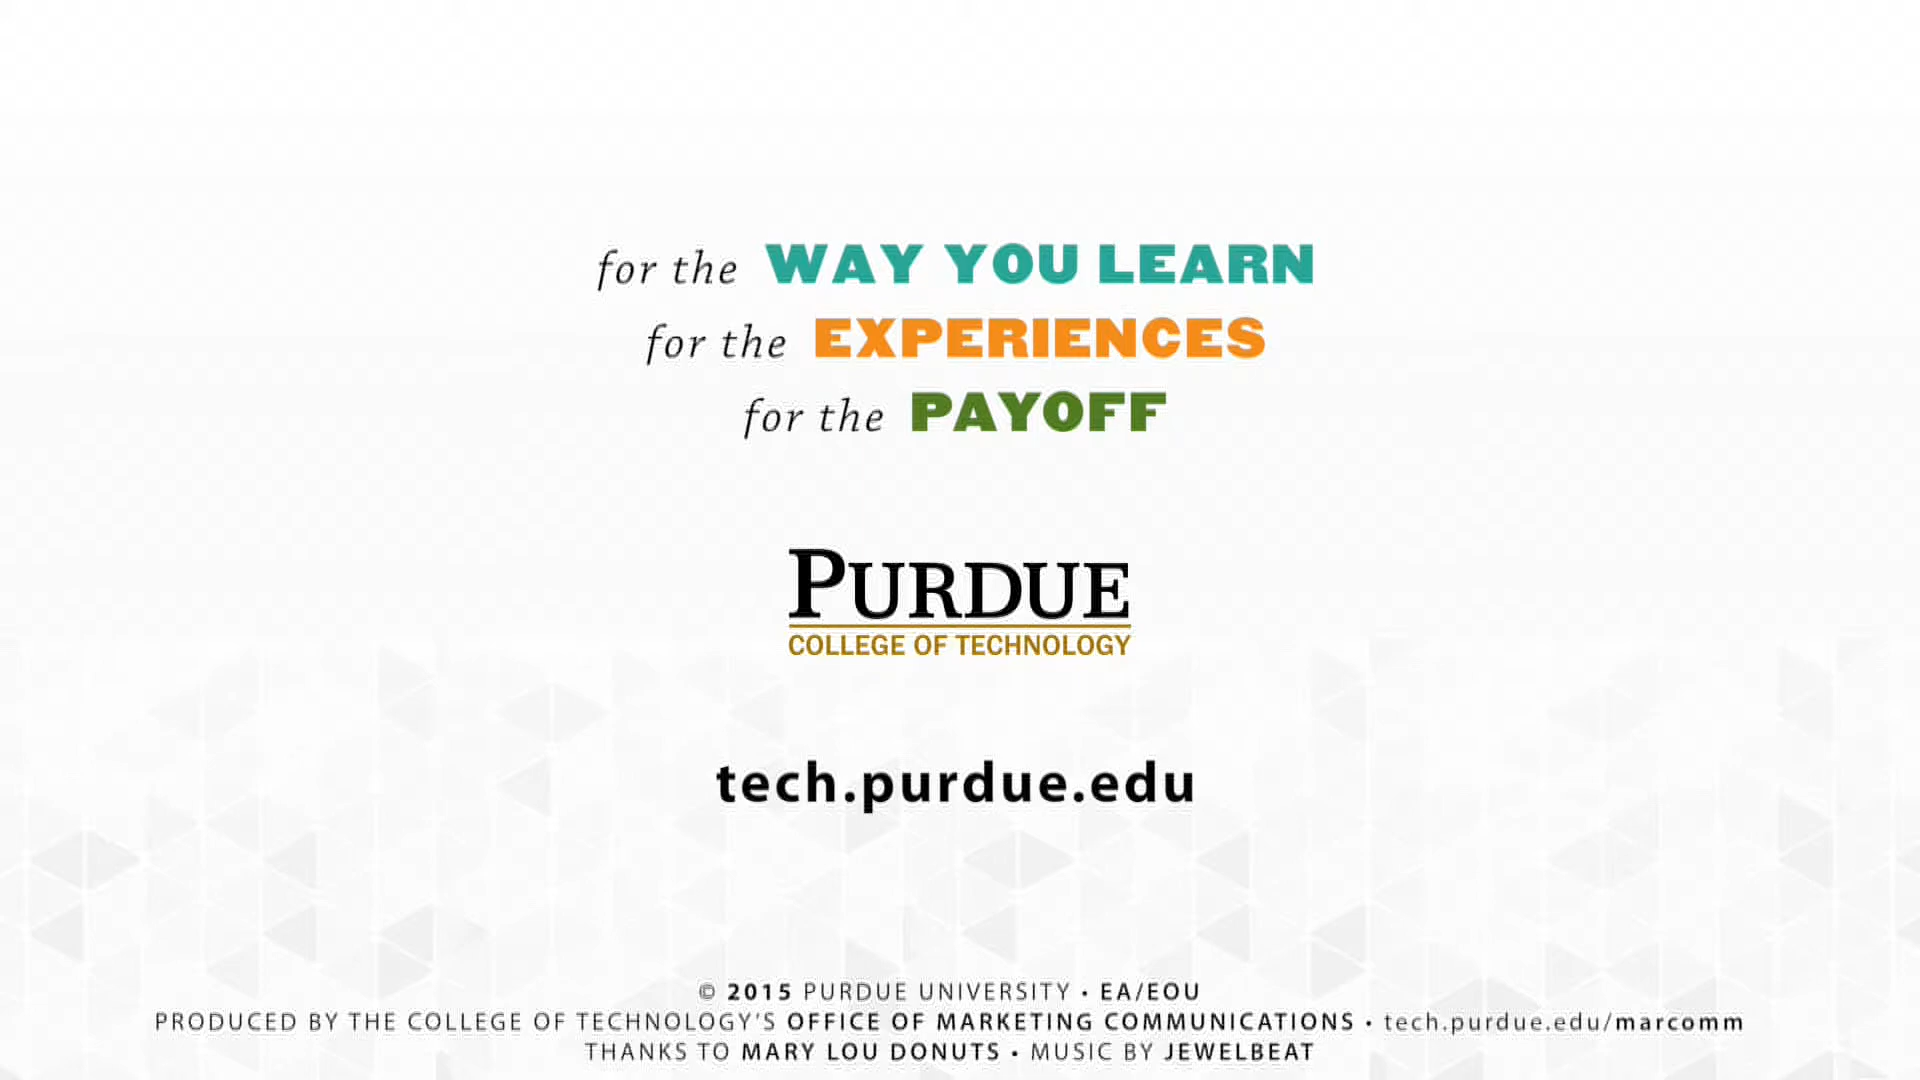 for the WAY YOU LEARN
for the EXPERIENCES
for the PAYOFF
PURDUE
COLLEGE OF TECHNOLOGY
tech.purdue.edu
© 2015 PURDUE UNIVERSITY • EA/EOU
PRODUCED BY THE COLLEGE OF TECHNOLOGY'S OFFICE OF MARKETING COMMUNICATIONS • tech.purdue.edu/marcomm
THANKS TO MARY LOU DONUTS • MUSIC BY JEWELBEAT